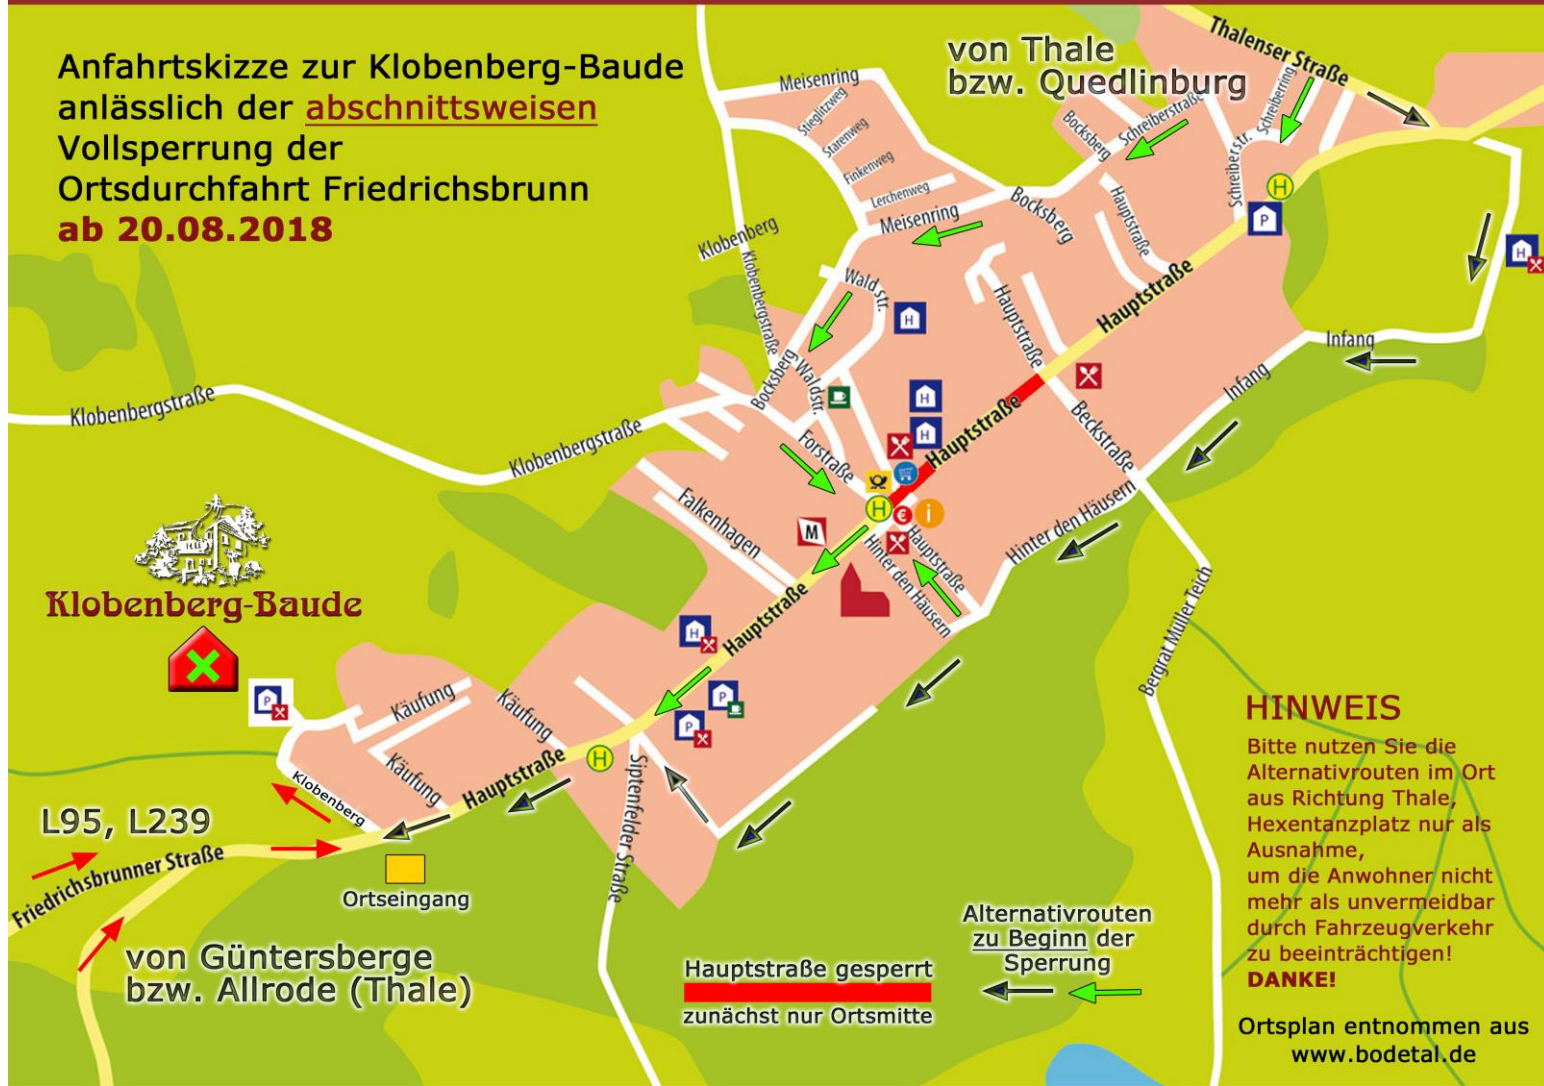 Anfahrtskizze zur Klobenberg-Baude
anlässlich der abschnittsweisen
Vollsperrung der
Ortsdurchfahrt Friedrichsbrunn
ab 20.08.2018
von Thale
bzw. Quedlinburg
Thalenser Straße
Meisenring
Stieglitzweg
Starenweg
Finkenweg
Lerchenweg
Meisenring
Bocksberg
Schreiberstraße
Schreiberring
Schreiberstr.
Bocksberg
Hauptstraße
H
P
H
Klobenberg
Klobenbergstraße
Waldstr.
H
Hauptstraße
Hauptstraße
Infang
Infang
Bocksberg
Waldstr.
H
H
Hauptstraße
Beckstraße
Klobenbergstraße
Klobenbergstraße
Forstraße
Falkenhagen
M
H
€
i
Hauptstraße
Hinter den Häusern
Hinter den Häusern
Bergrat Müller Teich
Klobenberg-Baude
Hauptstraße
H
P
P
P
Käufung
Käufung
Käufung
Klobenberg
Hauptstraße
H
Siptenfelder Straße
L95, L239
Friedrichsbrunner Straße
Ortseingang
von Güntersberge
bzw. Allrode (Thale)
Hauptstraße gesperrt
zunächst nur Ortsmitte
Alternativrouten
zu Beginn der
Sperrung
HINWEIS
Bitte nutzen Sie die
Alternativrouten im Ort
aus Richtung Thale,
Hexentanzplatz nur als
Ausnahme,
um die Anwohner nicht
mehr als unvermeidbar
durch Fahrzeugverkehr
zu beeinträchtigen!
DANKE!
Ortsplan entnommen aus
www.bodetal.de